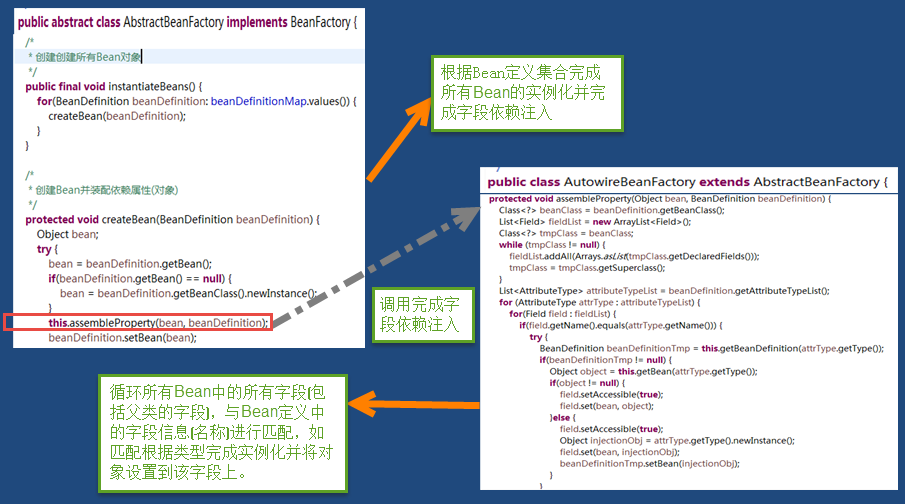 public abstract class AbstractBeanFactory implements BeanFactory {
/*
* 创建创建所有Bean对象
*/
public final void instantiateBeans() {
for(BeanDefinition beanDefinition: beanDefinitionMap.values()) {
createBean(beanDefinition);
}
}
/*
* 创建Bean并装配依赖属性(对象)
*/
protected void createBean(BeanDefinition beanDefinition) {
Object bean;
try {
bean = beanDefinition.getBean();
if(beanDefinition.getBean() == null) {
bean = beanDefinition.getBeanClass().newInstance();
}
this.assembleProperty(bean, beanDefinition);
beanDefinition.setBean(bean);
根据Bean定义集合完成
所有Bean的实例化并完
成字段依赖注入
*/
public class AutowireBeanFactory extends AbstractBeanFactory {
protected void assembleProperty(Object bean, BeanDefinition beanDefinition) {
Class<?> beanClass = beanDefinition.getBeanClass();
List<Field> fieldList = new ArrayList<Field>();
Class<?> tmpClass = beanClass;
while (tmpClass != null) {
fieldList.addAll(Arrays.asList(tmpClass.getDeclaredFields()));
tmpClass = tmpClass.getSuperclass();
}
List<AttributeType> attributeTypeList = beanDefinition.getAttributeTypeList();
for (AttributeType attrType : attributeTypeList) {
for(Field field : fieldList) {
if(field.getName().equals(attrType.getName())) {
try {
BeanDefinition beanDefinitionTmp = this.getBeanDefinition(attrType.getType());
if(beanDefinitionTmp != null) {
Object object = this.getBean(attrType.getType());
if(object != null) {
field.setAccessible(true);
field.set(bean, object);
}else {
field.setAccessible(true);
Object injectionObj = attrType.getType().newInstance();
field.set(bean, injectionObj);
beanDefinitionTmp.setBean(injectionObj);
}
}
调用完成字
段依赖注入
循环所有Bean中的所有字段(包
括父类的字段)，与Bean定义中
的字段信息(名称)进行匹配，如
匹配根据类型完成实例化并将对
象设置到该字段上。